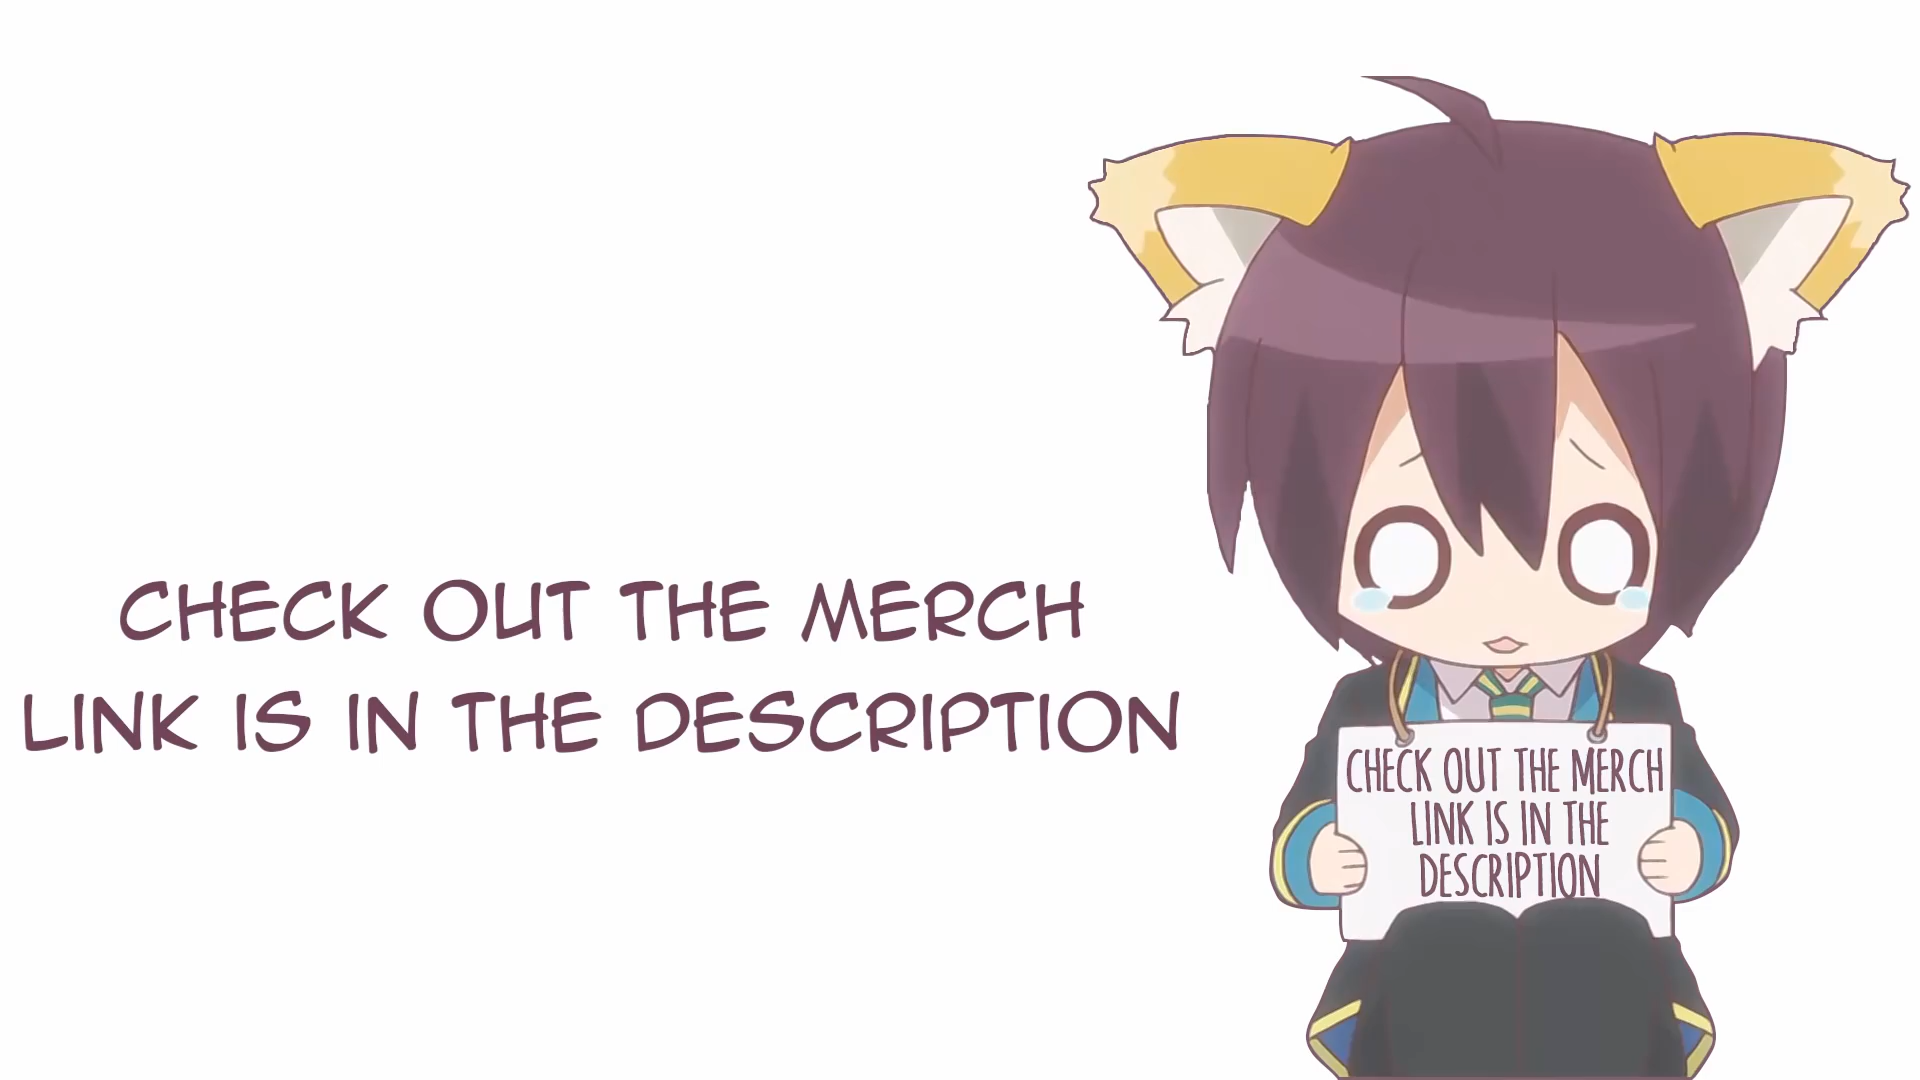 CHECK OUT THE MERCH
LINK IS IN THE DESCRIPTION
CHECK OUT THE MERCH
LINK IS IN THE
DESCRIPTION